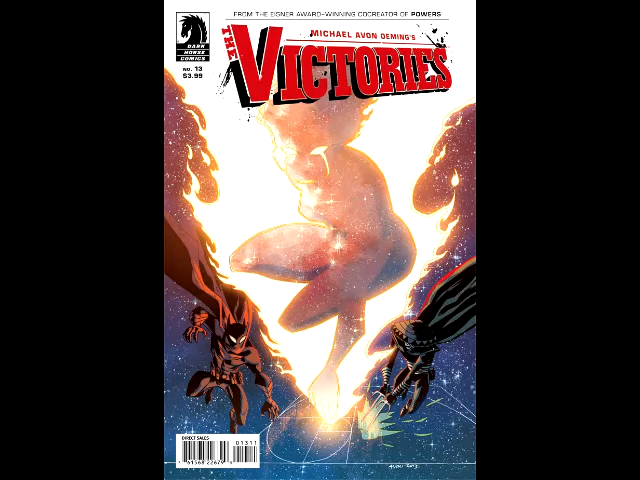 FROM THE EISNER AWARD–WINNING COCREATOR OF POWERS
MICHAEL AVON OEMING'S
THE VICTORIES
DARK
HORSE
COMICS
NO. 13
$3.99
DIRECT SALES
01311